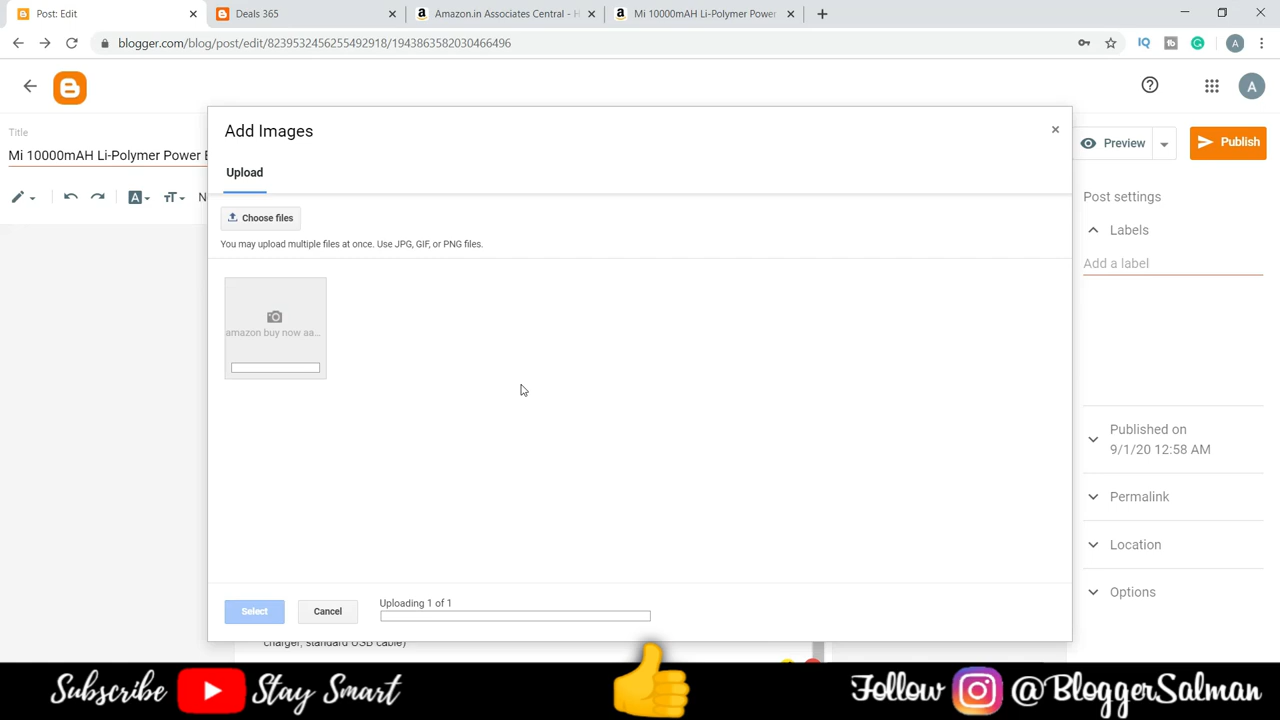 Post: Edit
Deals 365
Amazon.in Associates Central - H
Mi 10000mAH Li-Polymer Power
blogger.com/blog/post/edit/8239532456255492918/1943863582030466496
IQ
A
A
Title
Mi 10000mAH Li-Polymer Power B
Add Images
Upload
Choose files
You may upload multiple files at once. Use JPG, GIF, or PNG files.
amazon buy now aa...
Select
Cancel
Uploading 1 of 1
charger, standard USB cable)
Preview
Publish
Post settings
Labels
Add a label
Published on
9/1/20 12:58 AM
Permalink
Location
Options
Subscribe
Stay Smart
Follow
@BloggerSalman